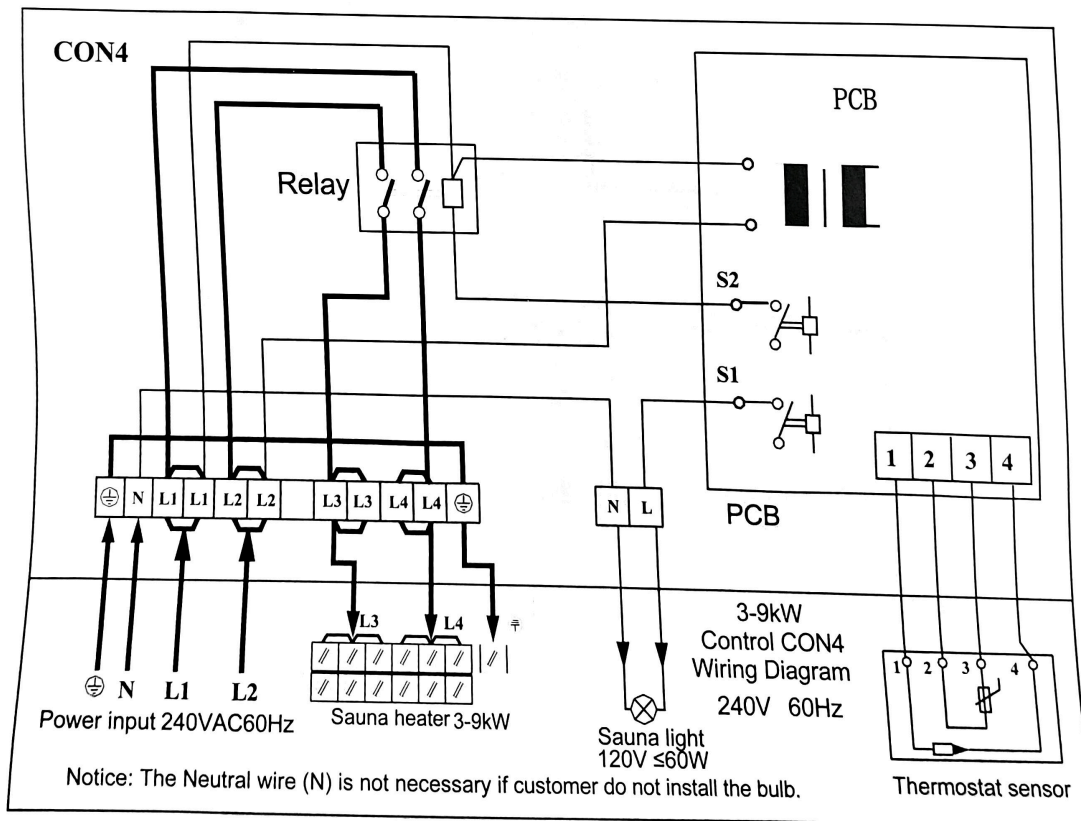 CON4
PCB
Relay
S2
S1
1 2 3 4
N L1 L1 L2 L2 L3 L3 L4 L4
N L
PCB
L3 L4
3-9kW
Control CON4
Wiring Diagram
240V 60Hz
1 2 3 4
N L1 L2
Power input 240VAC60Hz
Sauna heater 3-9kW
Sauna light
120V ≤60W
Thermostat sensor
Notice: The Neutral wire (N) is not necessary if customer do not install the bulb.